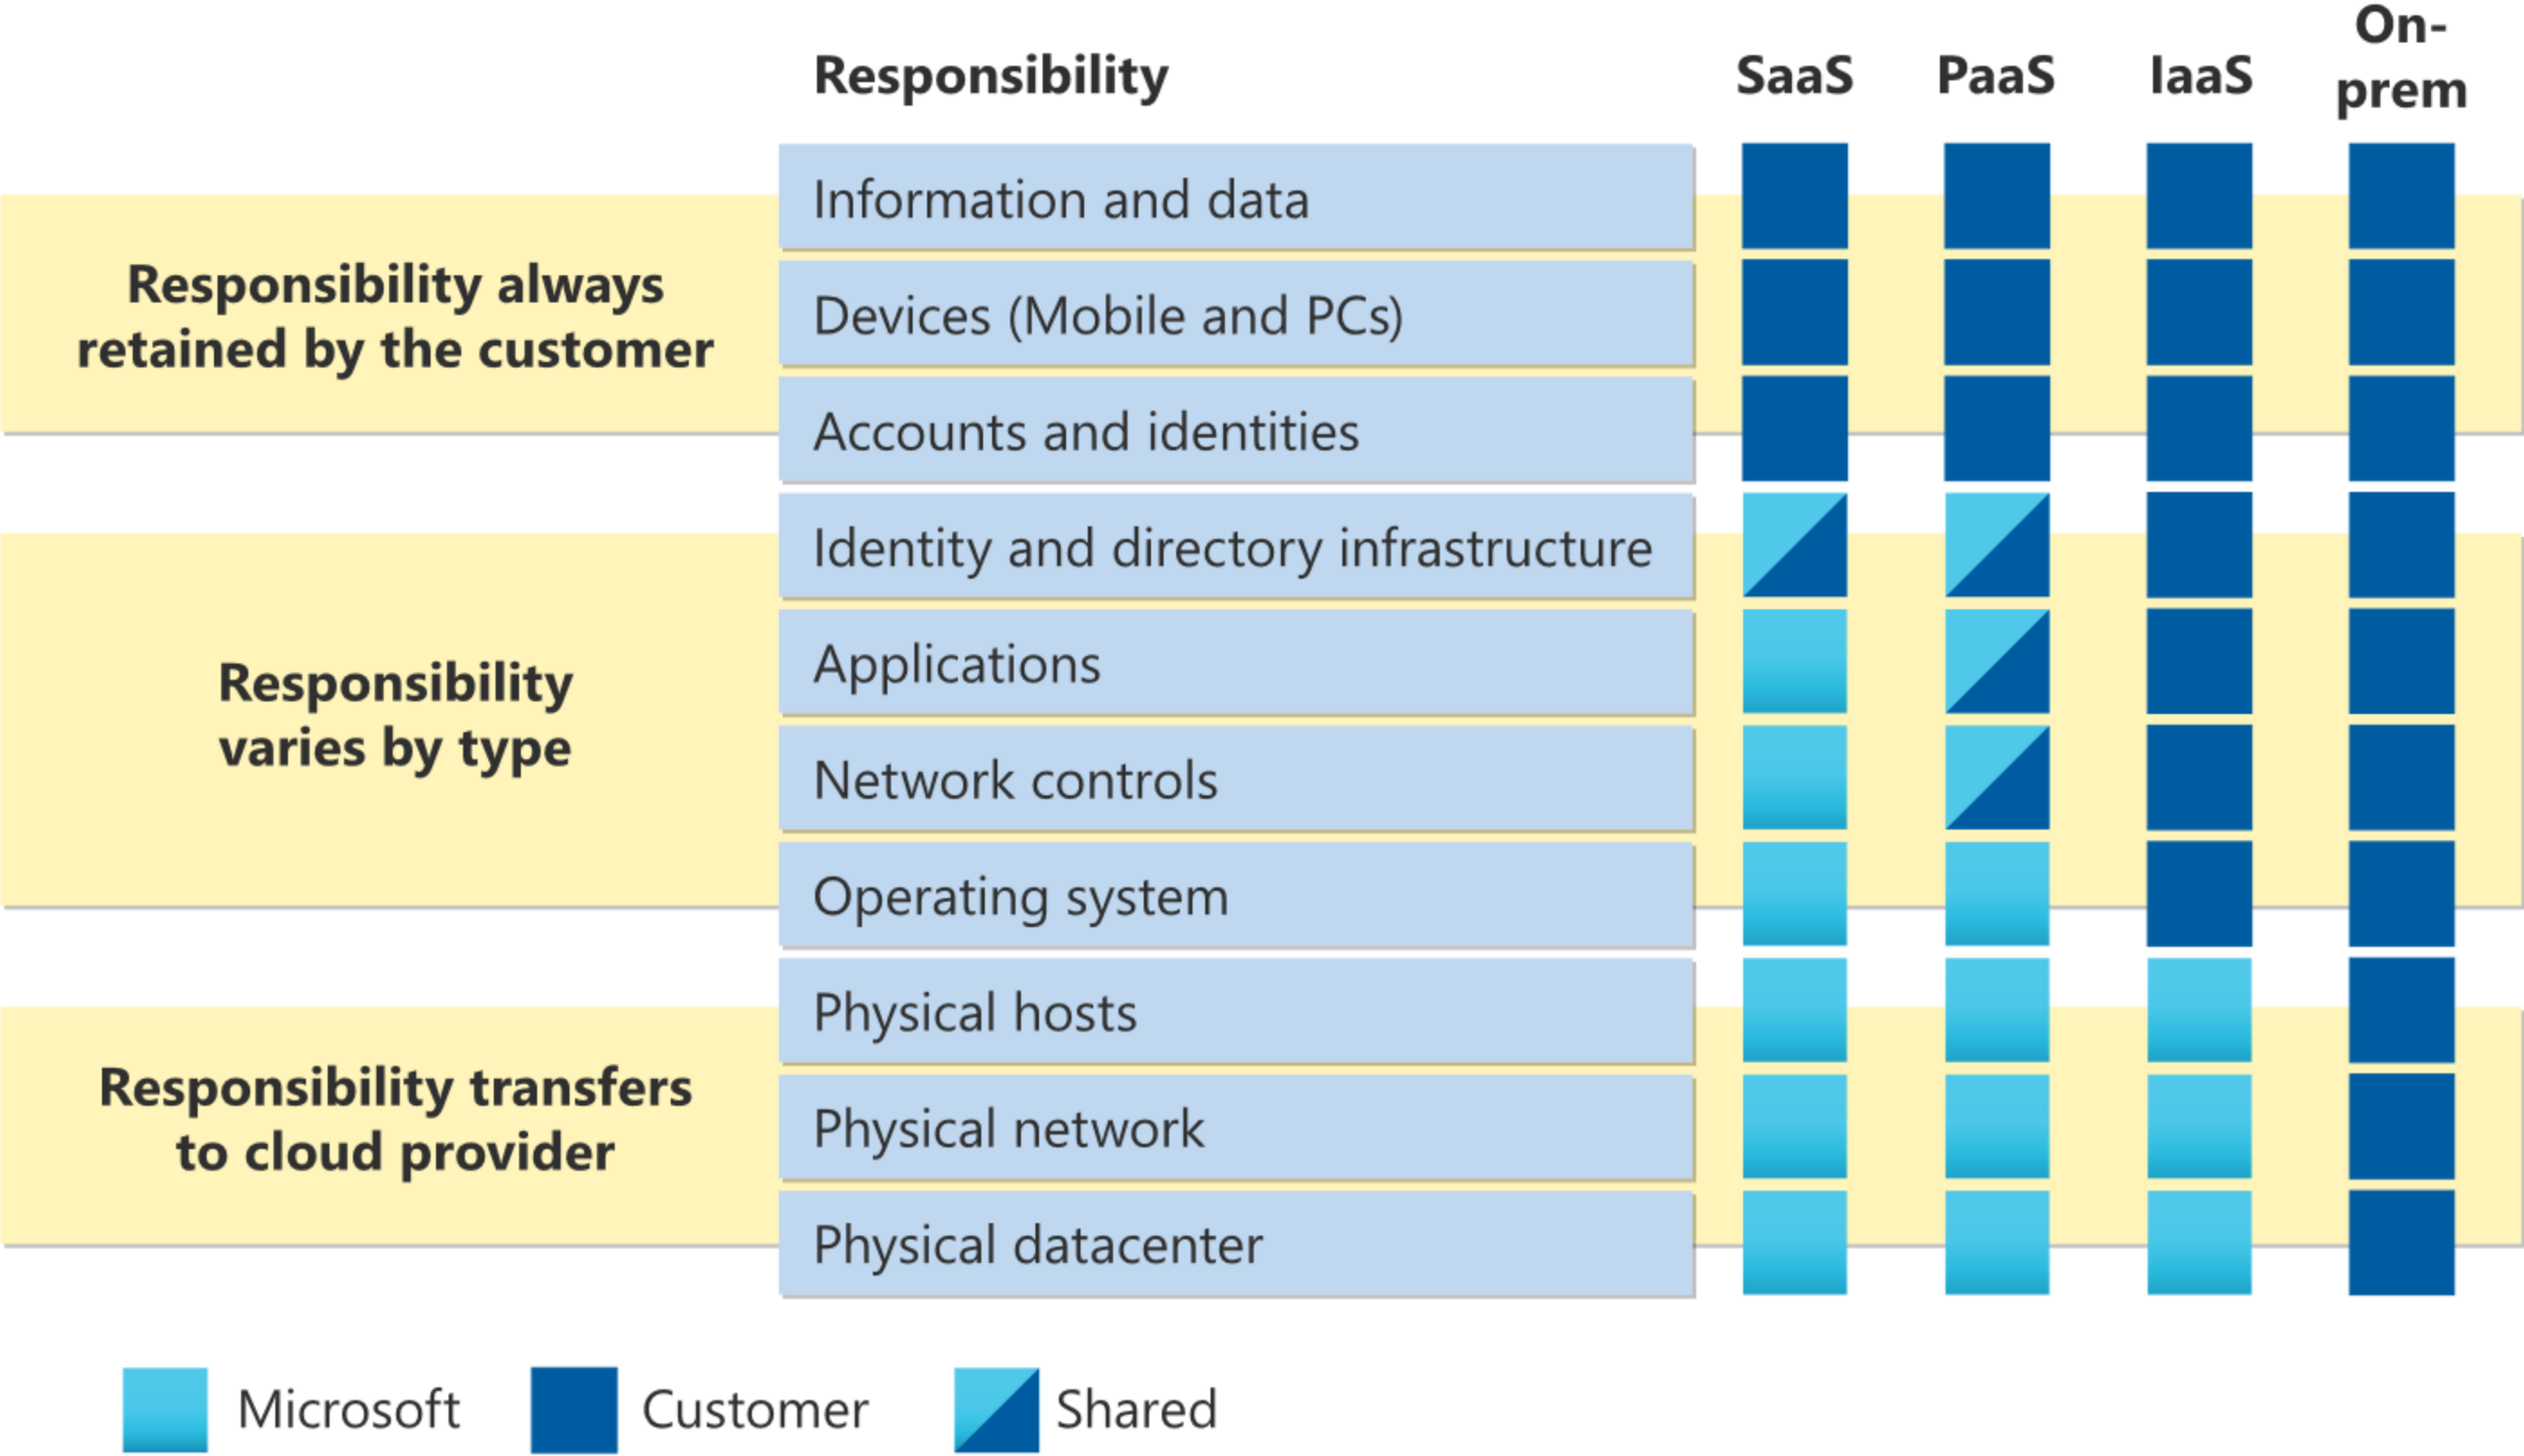 Responsibility SaaS PaaS IaaS On-
prem
Responsibility always
retained by the customer
Information and data
Devices (Mobile and PCs)
Accounts and identities
Responsibility
varies by type
Identity and directory infrastructure
Applications
Network controls
Operating system
Responsibility transfers
to cloud provider
Physical hosts
Physical network
Physical datacenter
Microsoft Customer Shared